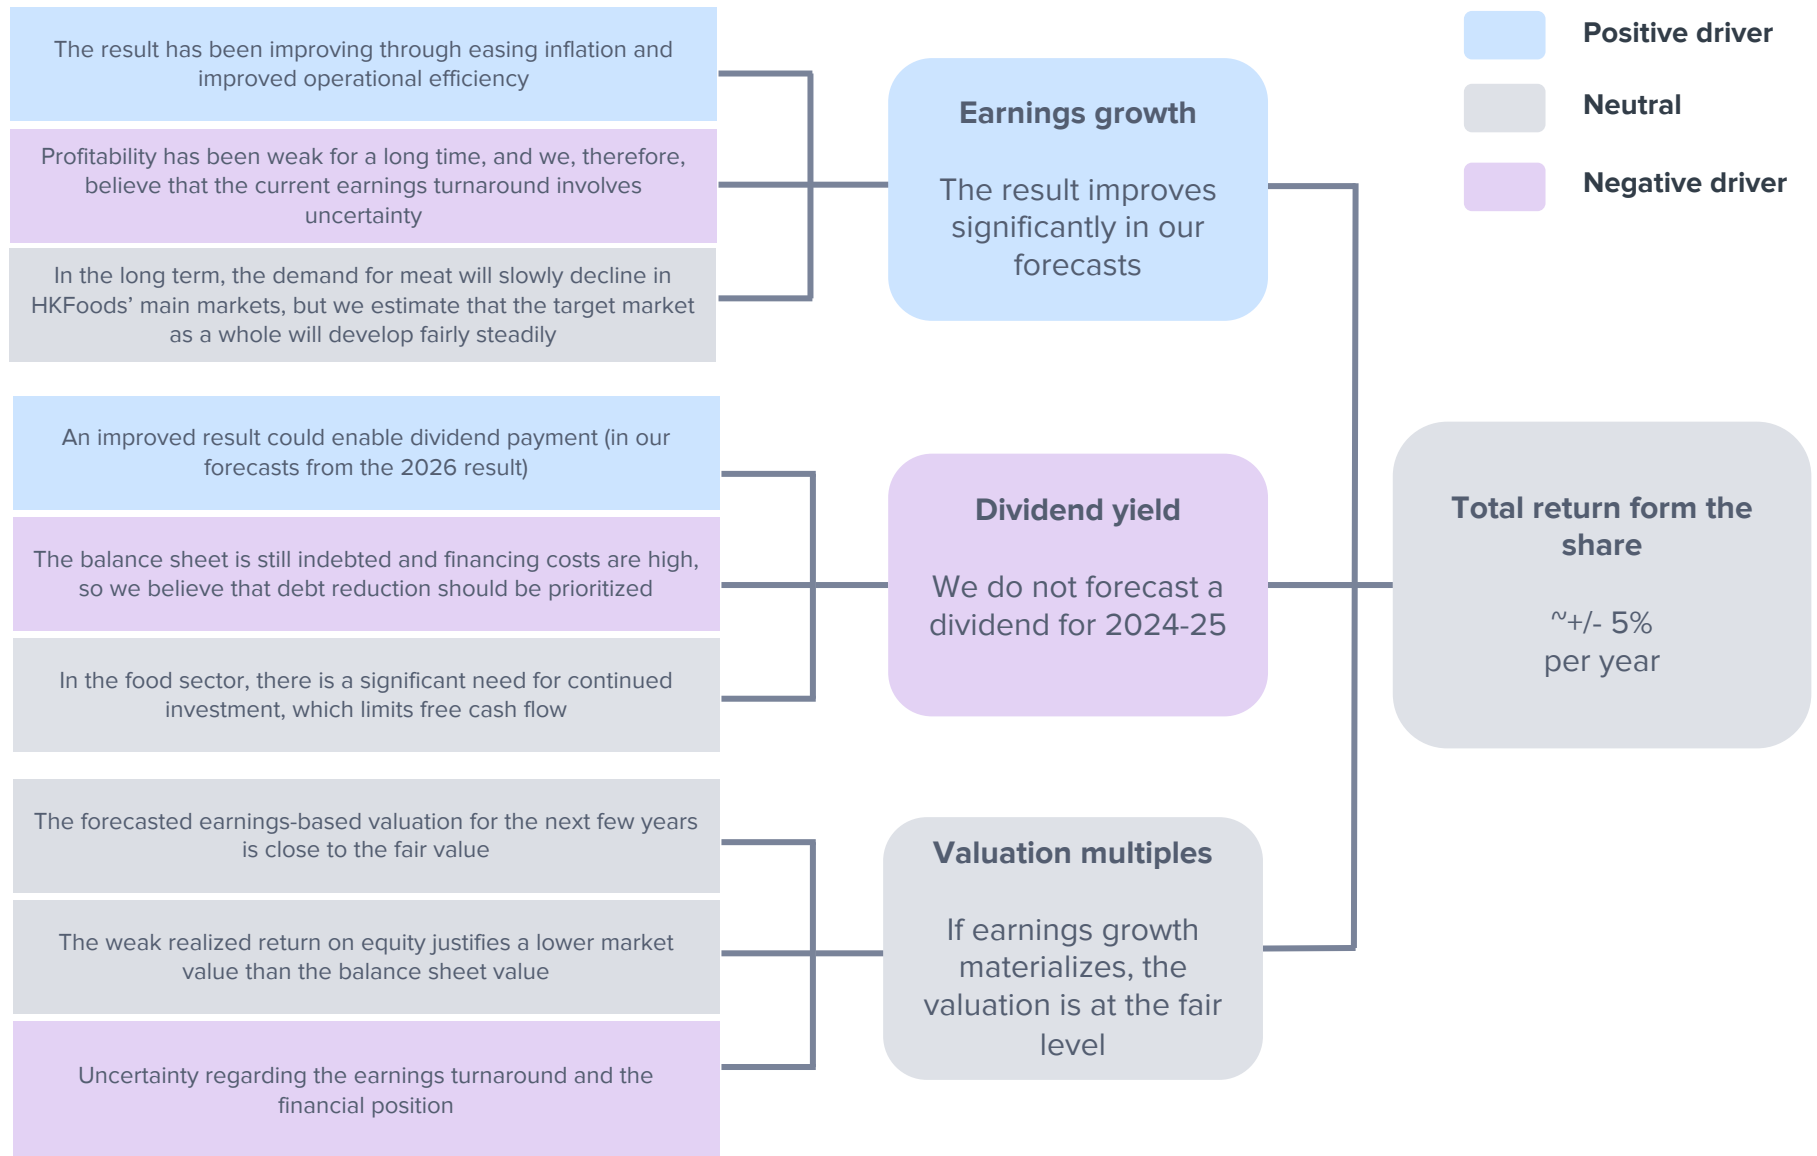 The result has been improving through easing inflation and
improved operational efficiency
Profitability has been weak for a long time, and we, therefore,
believe that the current earnings turnaround involves
uncertainty
In the long term, the demand for meat will slowly decline in
HKFoods’ main markets, but we estimate that the target market
as a whole will develop fairly steadily
Earnings growth
The result improves
significantly in our
forecasts
Positive driver
Neutral
Negative driver
An improved result could enable dividend payment (in our
forecasts from the 2026 result)
The balance sheet is still indebted and financing costs are high,
so we believe that debt reduction should be prioritized
In the food sector, there is a significant need for continued
investment, which limits free cash flow
Dividend yield
We do not forecast a
dividend for 2024-25
Total return form the
share
~+/- 5%
per year
The forecasted earnings-based valuation for the next few years
is close to the fair value
The weak realized return on equity justifies a lower market
value than the balance sheet value
Uncertainty regarding the earnings turnaround and the
financial position
Valuation multiples
If earnings growth
materializes, the
valuation is at the fair
level